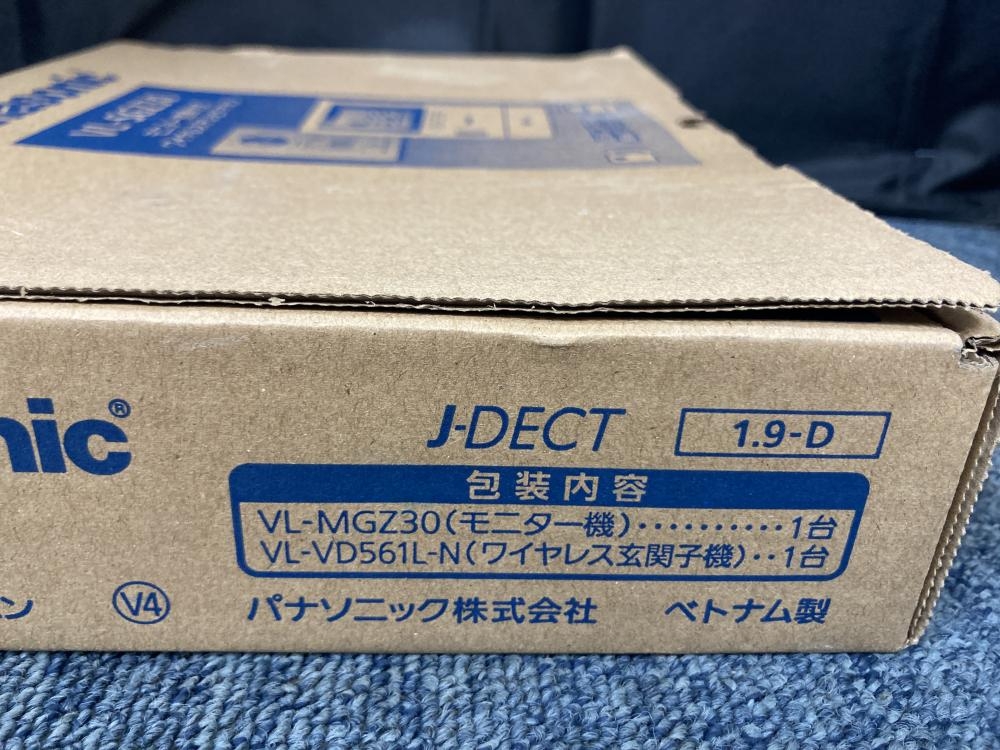 VL-SGZ30
nic®
J-DECT
1.9-D
包装内容
VL-MGZ30(モニター機)‥‥‥‥‥1台
VL-VD561L-N(ワイヤレス玄関子機)‥1台
V4
パナソニック株式会社 ベトナム製